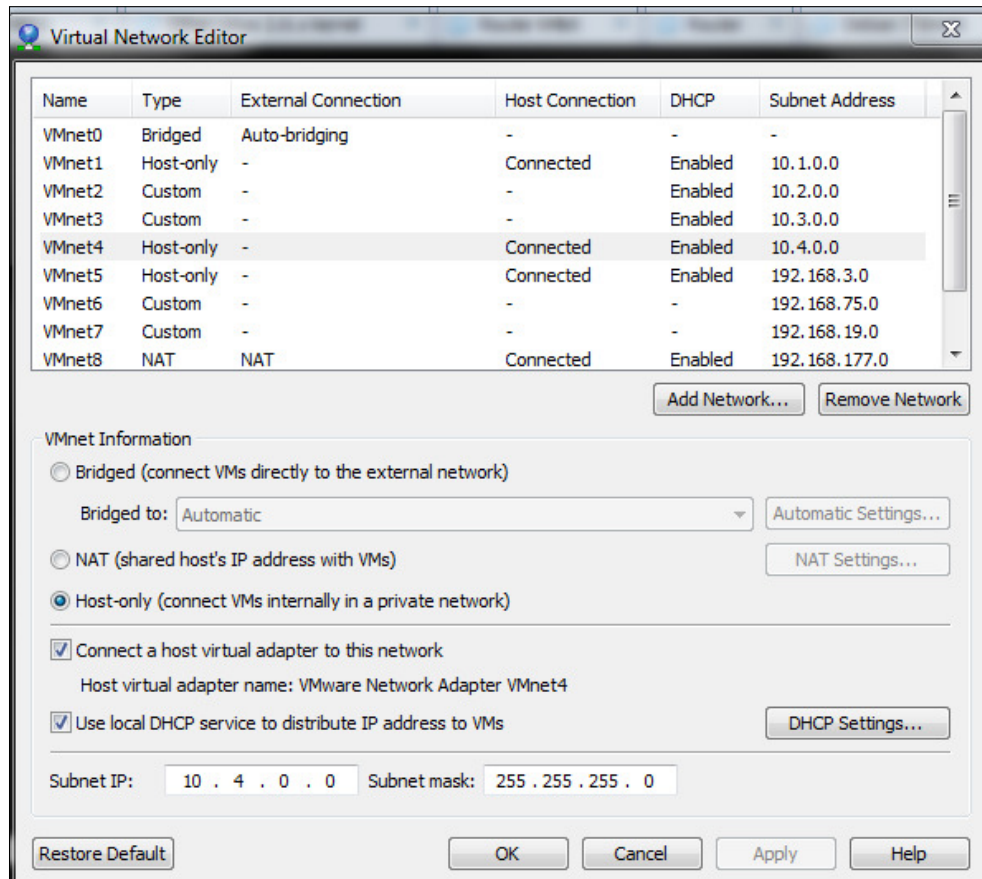 Virtual Network Editor
Name Type External Connection Host Connection DHCP Subnet Address
VMnet0 Bridged Auto-bridging - - -
VMnet1 Host-only - Connected Enabled 10.1.0.0
VMnet2 Custom - - Enabled 10.2.0.0
VMnet3 Custom - - Enabled 10.3.0.0
VMnet4 Host-only - Connected Enabled 10.4.0.0
VMnet5 Host-only - Connected Enabled 192.168.3.0
VMnet6 Custom - - - 192.168.75.0
VMnet7 Custom - - - 192.168.19.0
VMnet8 NAT NAT Connected Enabled 192.168.177.0
Add Network... Remove Network
VMnet Information
Bridged (connect VMs directly to the external network)
Bridged to: Automatic Automatic Settings...
NAT (shared host's IP address with VMs) NAT Settings...
Host-only (connect VMs internally in a private network)
Connect a host virtual adapter to this network
Host virtual adapter name: VMware Network Adapter VMnet4
Use local DHCP service to distribute IP address to VMs DHCP Settings...
Subnet IP: 10 . 4 . 0 . 0 Subnet mask: 255 . 255 . 255 . 0
Restore Default OK Cancel Apply Help